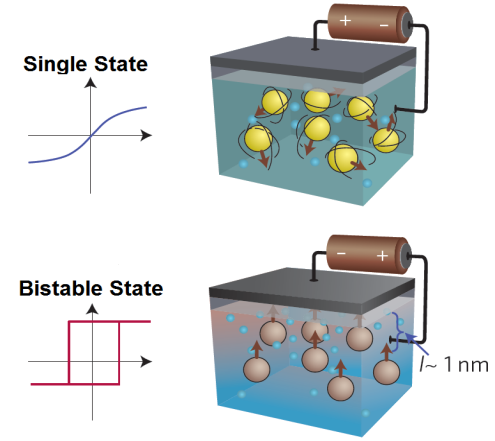 Single State
+ −
Bistable State
− +
l~ 1 nm